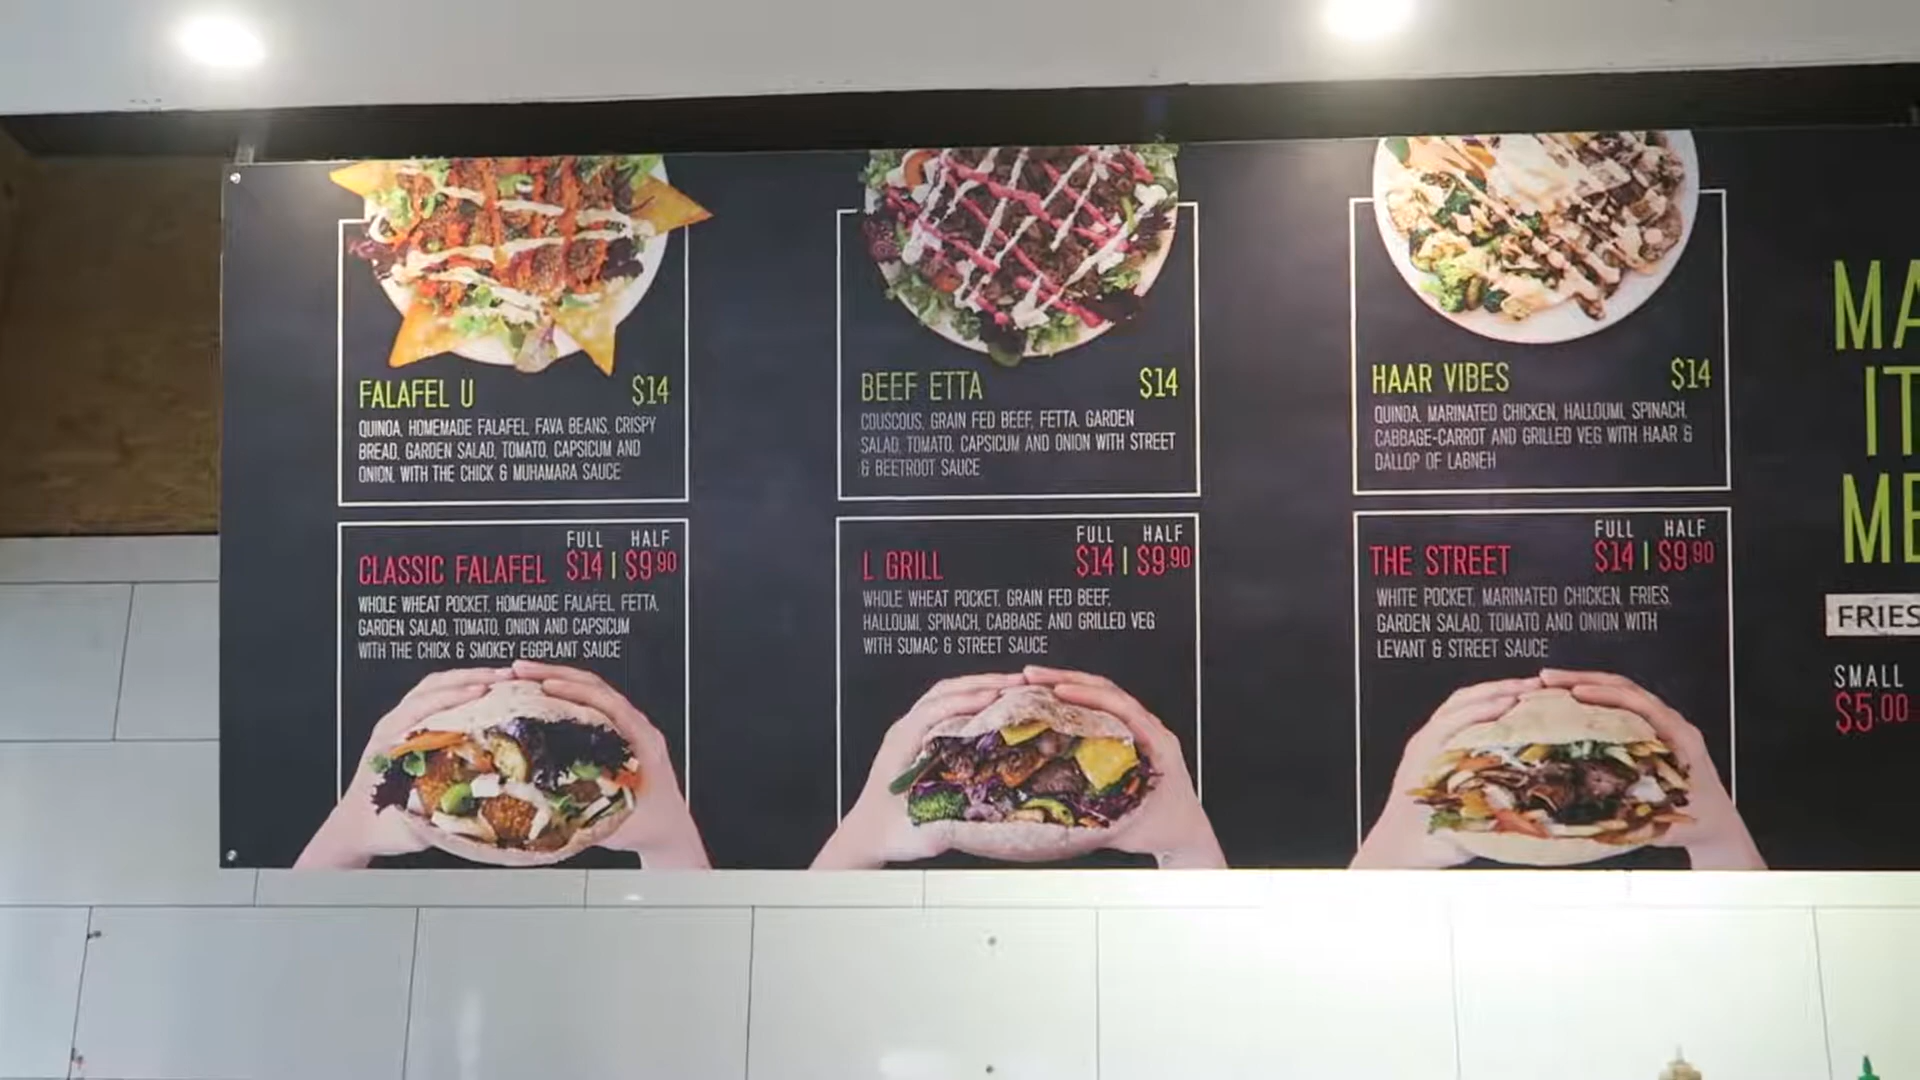 FALAFEL U $14
QUINOA, HOMEMADE FALAFEL, FAVA BEANS, CRISPY
BREAD, GARDEN SALAD, TOMATO, CAPSICUM AND
ONION, WITH THE CHICK & MUHAMARA SAUCE
BEEF ETTA $14
COUSCOUS, GRAIN FED BEEF, FETTA, GARDEN
SALAD, TOMATO, CAPSICUM AND ONION WITH STREET
& BEETROOT SAUCE
HAAR VIBES $14
QUINOA, MARINATED CHICKEN, HALLOUMI, SPINACH,
CABBAGE-CARROT AND GRILLED VEG WITH HAAR &
DALLOP OF LABNEH
FULL HALF
CLASSIC FALAFEL $14 | $9.90
WHOLE WHEAT POCKET, HOMEMADE FALAFEL, FETTA,
GARDEN SALAD, TOMATO, ONION AND CAPSICUM
WITH THE CHICK & SMOKEY EGGPLANT SAUCE
FULL HALF
L GRILL $14 | $9.90
WHOLE WHEAT POCKET, GRAIN FED BEEF,
HALLOUMI, SPINACH, CABBAGE AND GRILLED VEG
WITH SUMAC & STREET SAUCE
FULL HALF
THE STREET $14 | $9.90
WHITE POCKET, MARINATED CHICKEN, FRIES,
GARDEN SALAD, TOMATO AND ONION WITH
LEVANT & STREET SAUCE
MA
IT
ME
FRIES
SMALL
$5.00